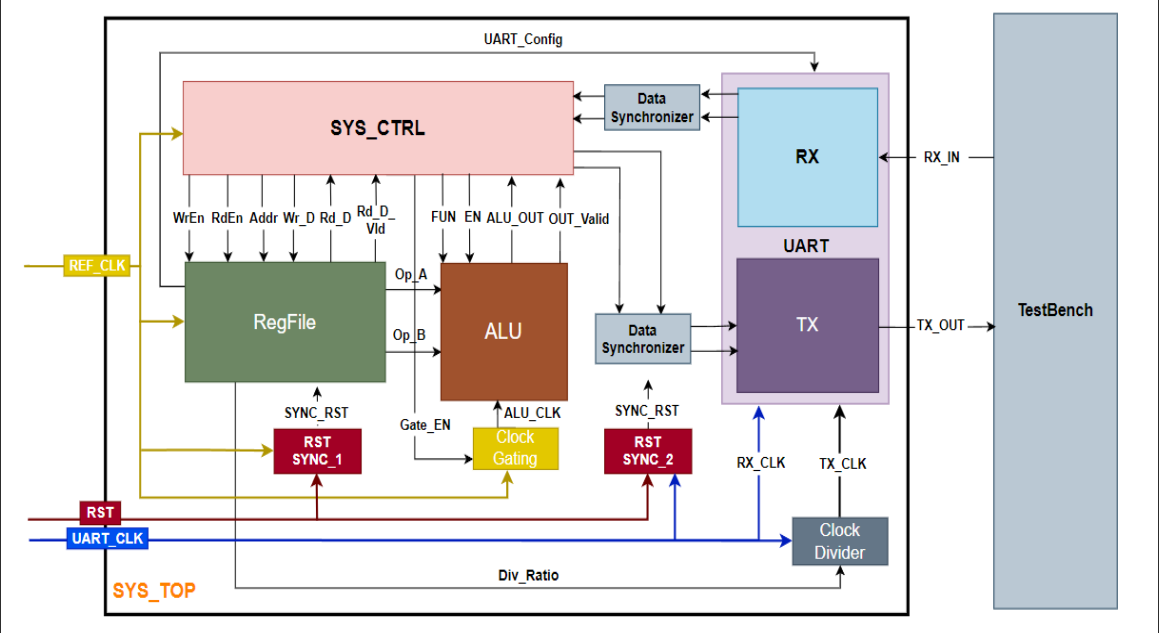 UART_Config
Data
Synchronizer
SYS_CTRL
RX
RX_IN
WrEn
RdEn
Addr
Wr_D
Rd_D
Rd_D_
Vld
FUN
EN
ALU_OUT
OUT_Valid
UART
REF_CLK
Op_A
RegFile
ALU
Op_B
Data
Synchronizer
TX
TX_OUT
TestBench
SYNC_RST
ALU_CLK
SYNC_RST
Gate_EN
RST
SYNC_1
Clock
Gating
RST
SYNC_2
RX_CLK
TX_CLK
RST
UART_CLK
Clock
Divider
Div_Ratio
SYS_TOP